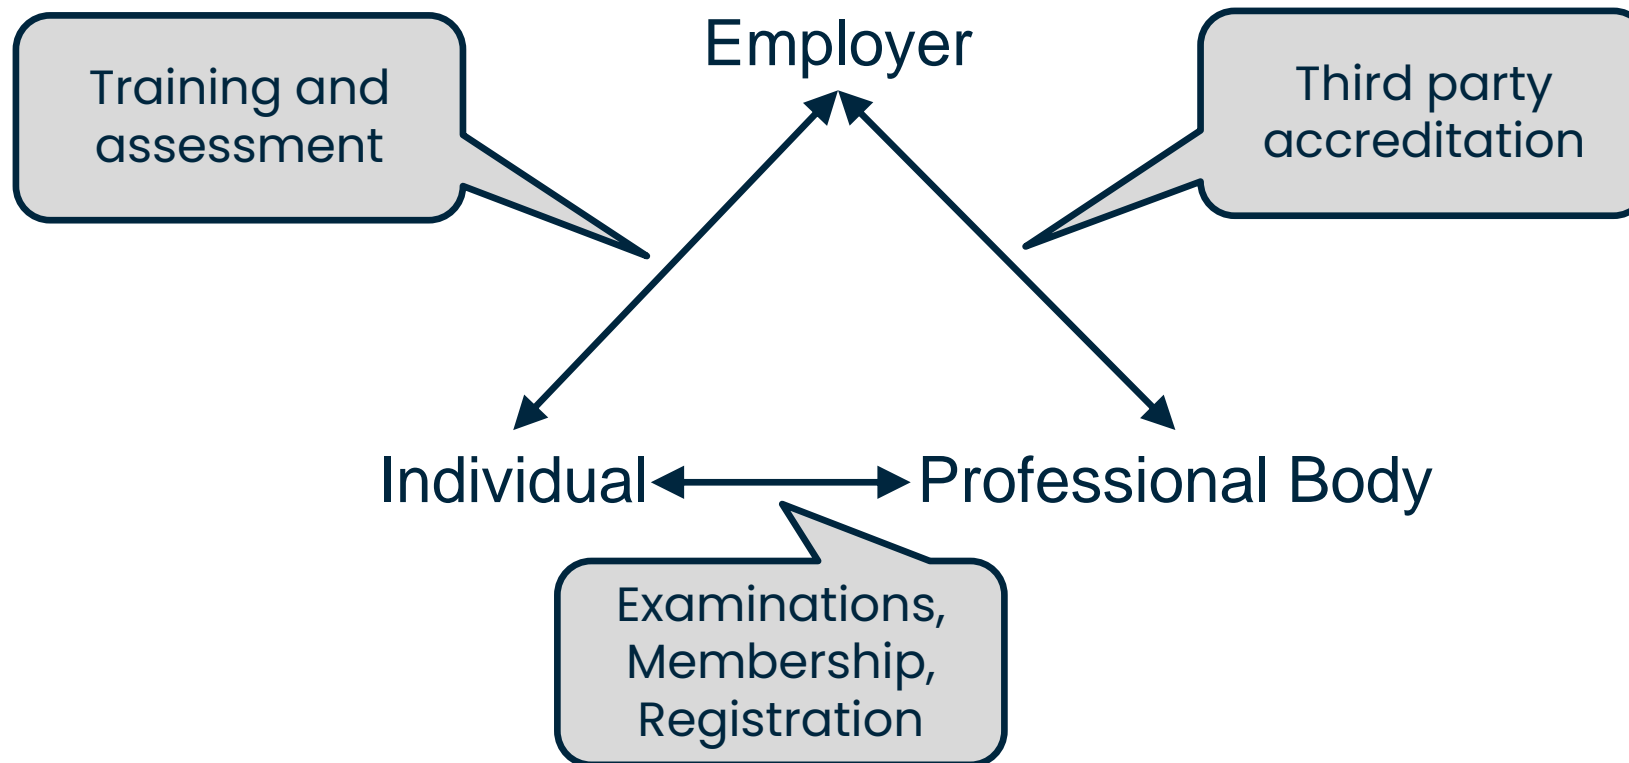 Employer
Training and
assessment
Third party
accreditation
Individual
Professional Body
Examinations,
Membership,
Registration